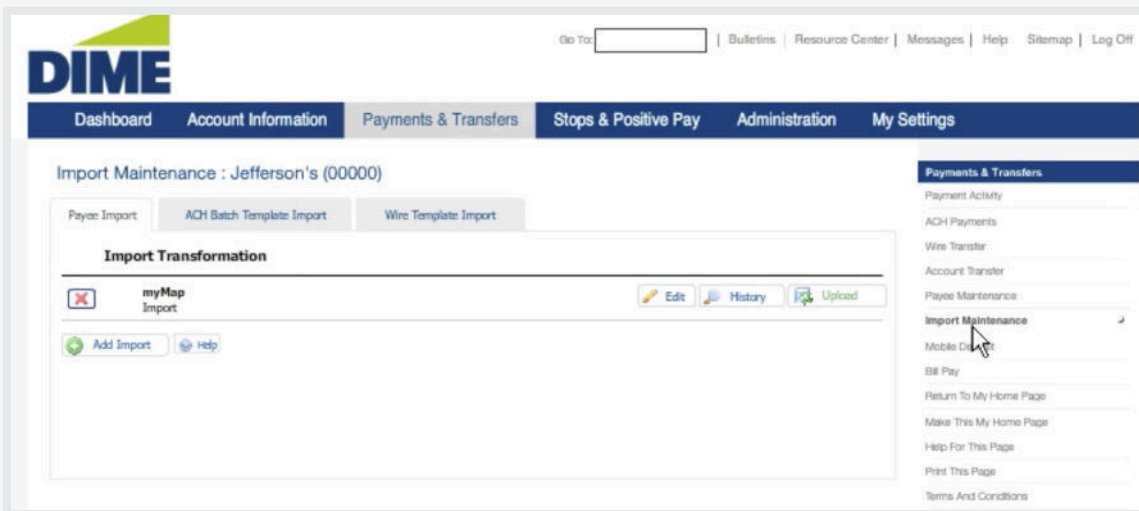 DIME
Go To: | Bulletins | Resource Center | Messages | Help Sitemap | Log Off
Dashboard Account Information Payments & Transfers Stops & Positive Pay Administration My Settings
Import Maintenance : Jefferson's (00000)
Payee Import ACH Batch Template Import Wire Template Import
Import Transformation
myMap
Import
Edit History Upload
Add Import Help
Payments & Transfers
Payment Activity
ACH Payments
Wire Transfer
Account Transfer
Payee Maintenance
Import Maintenance
Mobile
Bill Pay
Return To My Home Page
Make This My Home Page
Help For This Page
Print This Page
Terms And Conditions